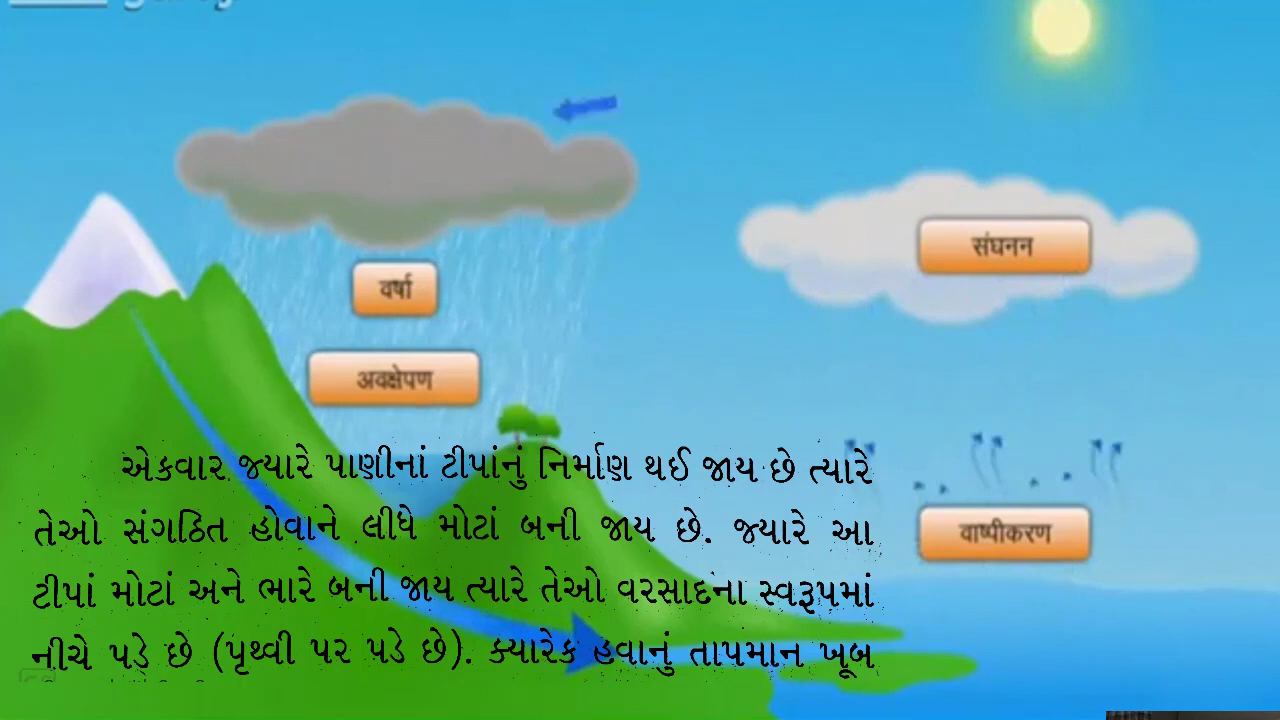 संघनन
वर्षा
अवक्षेपण
वाष्पीकरण
એકવાર જ્યારે પાણીનાં ટીપાંનું નિર્માણ થઈ જાય છે ત્યારે
તેઓ સંગઠિત હોવાને લીધે મોટાં બની જાય છે. જ્યારે આ
ટીપાં મોટાં અને ભારે બની જાય ત્યારે તેઓ વરસાદના સ્વરૂપમાં
નીચે પડે છે (પૃથ્વી પર પડે છે). ક્યારેક હવાનું તાપમાન ખૂબ